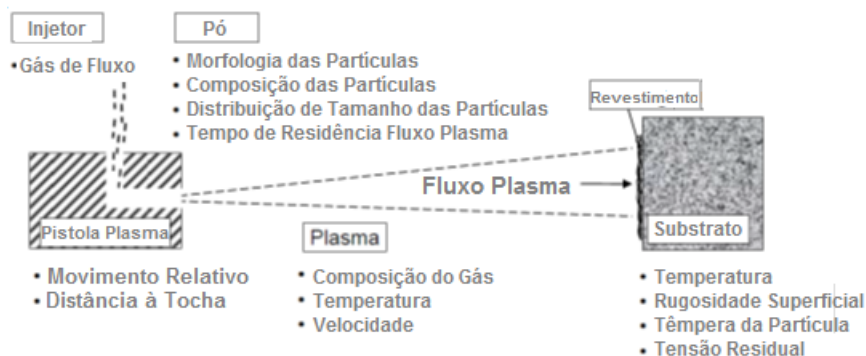 Injetor
• Gás de Fluxo
Pó
• Morfologia das Partículas
• Composição das Partículas
• Distribuição de Tamanho das Partículas
• Tempo de Residência Fluxo Plasma
Revestimento
Fluxo Plasma
Pistola Plasma
• Movimento Relativo
• Distância à Tocha
Plasma
• Composição do Gás
• Temperatura
• Velocidade
Substrato
• Temperatura
• Rugosidade Superficial
• Têmpera da Partícula
• Tensão Residual